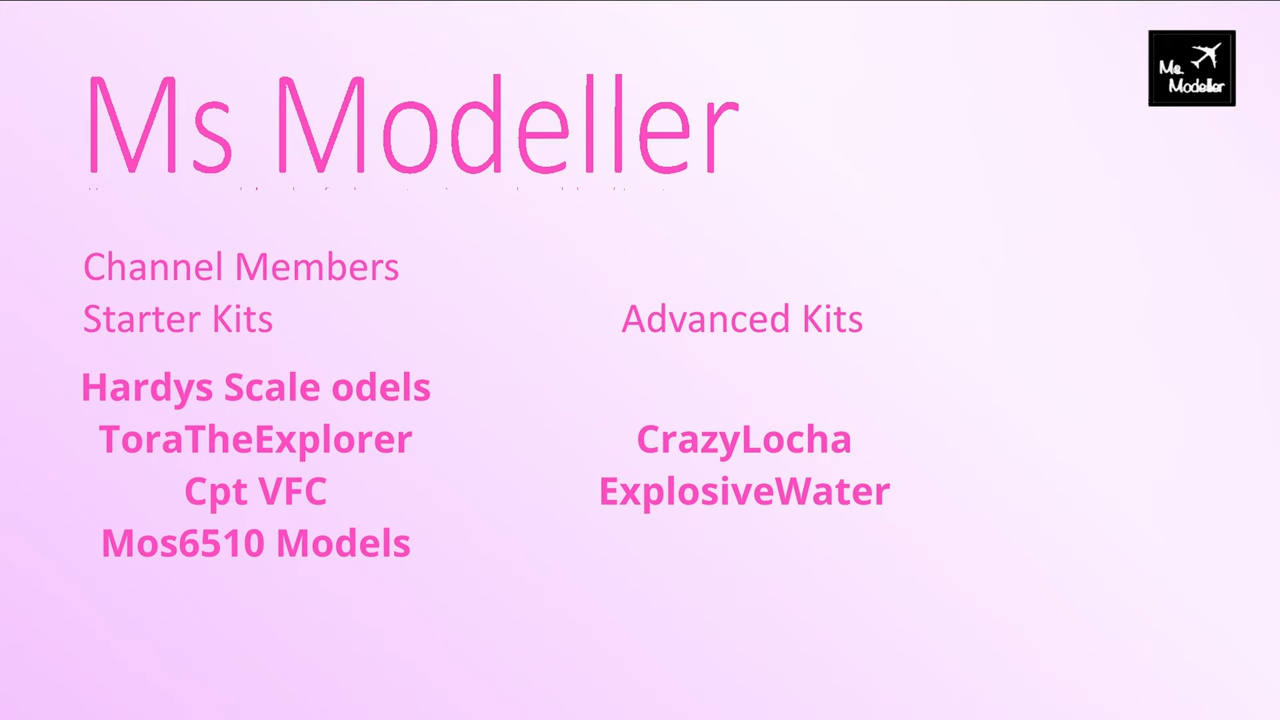 Ms Modeller
Ms.
Modeller
Channel Members
Starter Kits
Advanced Kits
Hardys Scale odels
ToraTheExplorer
Cpt VFC
Mos6510 Models
CrazyLocha
ExplosiveWater